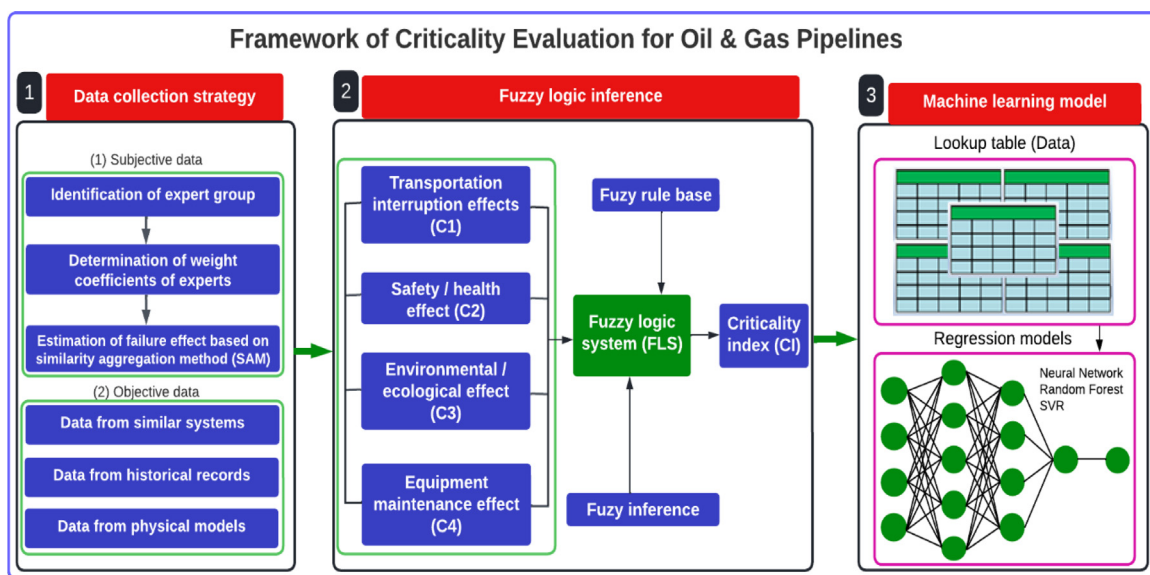 Framework of Criticality Evaluation for Oil & Gas Pipelines
1
Data collection strategy
(1) Subjective data
Identification of expert group
Determination of weight
coefficients of experts
Estimation of failure effect based on
similarity aggregation method (SAM)
(2) Objective data
Data from similar systems
Data from historical records
Data from physical models
2
Fuzzy logic inference
Transportation
interruption effects
(C1)
Safety / health
effect (C2)
Environmental /
ecological effect
(C3)
Equipment
maintenance effect
(C4)
Fuzy rule base
Fuzzy logic
system (FLS)
Fuzy inference
Criticality
index (CI)
3
Machine learning model
Lookup table (Data)
Regression models
Neural Network
Random Forest
SVR